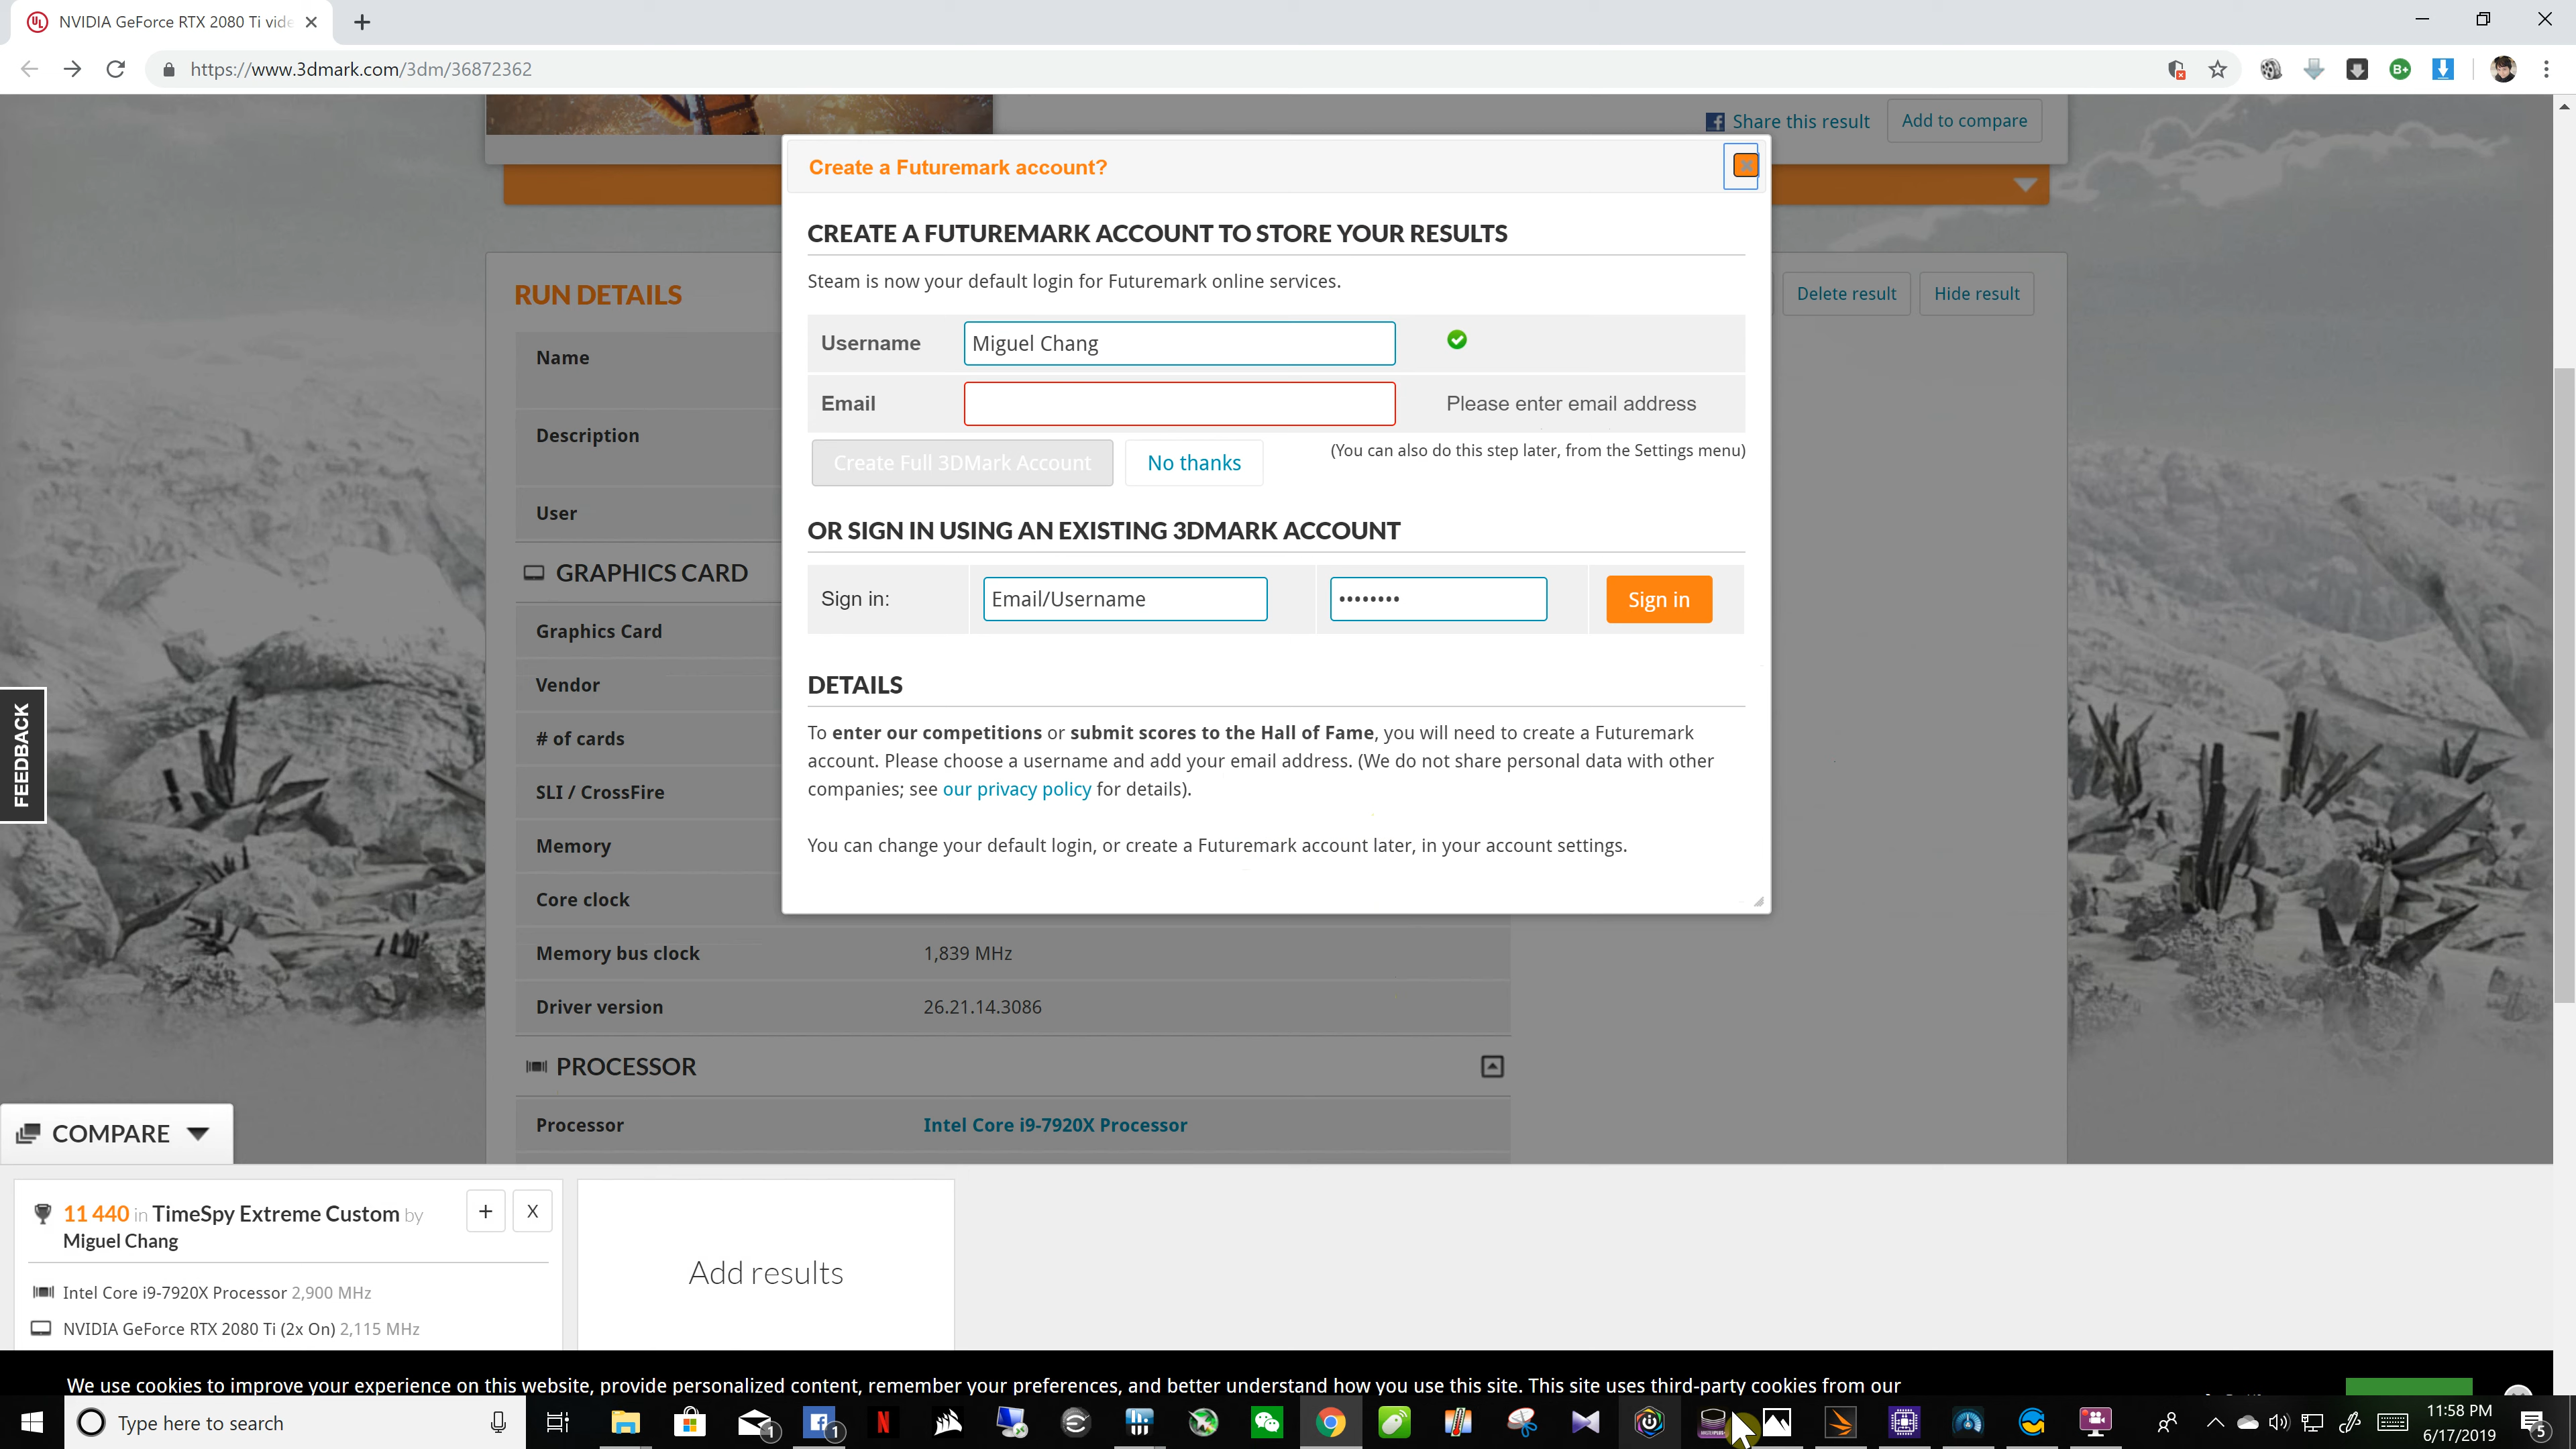 NVIDIA GeForce RTX 2080 Ti vide
https://www.3dmark.com/3dm/36872362
Share this result
Add to compare
Create a Futuremark account?
CREATE A FUTUREMARK ACCOUNT TO STORE YOUR RESULTS
Steam is now your default login for Futuremark online services.
Username Miguel Chang
Email Please enter email address
Create Full 3DMark Account No thanks (You can also do this step later, from the Settings menu)
OR SIGN IN USING AN EXISTING 3DMARK ACCOUNT
Sign in: Email/Username •••••••• Sign in
DETAILS
To enter our competitions or submit scores to the Hall of Fame, you will need to create a Futuremark
account. Please choose a username and add your email address. (We do not share personal data with other
companies; see our privacy policy for details).
You can change your default login, or create a Futuremark account later, in your account settings.
RUN DETAILS
Delete result Hide result
Name
Description
User
GRAPHICS CARD
Graphics Card
Vendor
# of cards
SLI / CrossFire
Memory
Core clock
Memory bus clock 1,839 MHz
Driver version 26.21.14.3086
PROCESSOR
Processor Intel Core i9-7920X Processor
FEEDBACK
COMPARE
11 440 in TimeSpy Extreme Custom by
Miguel Chang
+ X
Intel Core i9-7920X Processor 2,900 MHz
NVIDIA GeForce RTX 2080 Ti (2x On) 2,115 MHz
Add results
We use cookies to improve your experience on this website, provide personalized content, remember your preferences, and better understand how you use this site. This site uses third-party cookies from our
Type here to search
11:58 PM
6/17/2019